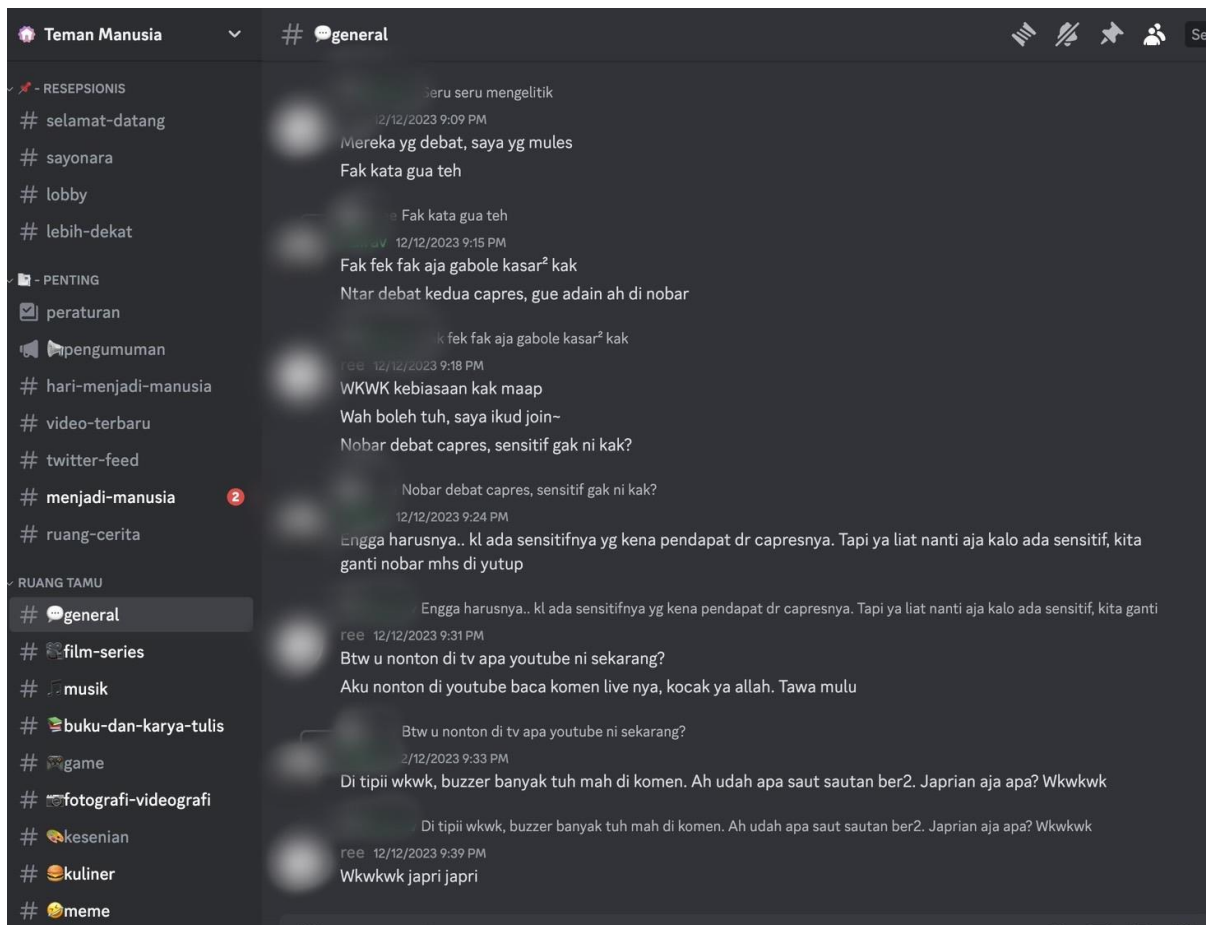 Teman Manusia
# general
Se
- RESEPSIONIS
# selamat-datang
# sayonara
# lobby
# lebih-dekat
- PENTING
peraturan
pengumuman
# hari-menjadi-manusia
# video-terbaru
# twitter-feed
# menjadi-manusia 2
# ruang-cerita
RUANG TAMU
# general
# film-series
# musik
# buku-dan-karya-tulis
# game
# fotografi-videografi
# kesenian
# kuliner
# meme
Seru seru mengelitik
12/12/2023 9:09 PM
Mereka yg debat, saya yg mules
Fak kata gua teh
Fak kata gua teh
12/12/2023 9:15 PM
Fak fek fak aja gabole kasar² kak
Ntar debat kedua capres, gue adain ah di nobar
fek fak aja gabole kasar² kak
ree 12/12/2023 9:18 PM
WKWK kebiasaan kak maap
Wah boleh tuh, saya ikud join~
Nobar debat capres, sensitif gak ni kak?
Nobar debat capres, sensitif gak ni kak?
12/12/2023 9:24 PM
Engga harusnya.. kl ada sensitifnya yg kena pendapat dr capresnya. Tapi ya liat nanti aja kalo ada sensitif, kita
ganti nobar mhs di yutup
Engga harusnya.. kl ada sensitifnya yg kena pendapat dr capresnya. Tapi ya liat nanti aja kalo ada sensitif, kita ganti
ree 12/12/2023 9:31 PM
Btw u nonton di tv apa youtube ni sekarang?
Aku nonton di youtube baca komen live nya, kocak ya allah. Tawa mulu
Btw u nonton di tv apa youtube ni sekarang?
2/12/2023 9:33 PM
Di tipii wkwk, buzzer banyak tuh mah di komen. Ah udah apa saut sautan ber2. Japrian aja apa? Wkwkwk
Di tipii wkwk, buzzer banyak tuh mah di komen. Ah udah apa saut sautan ber2. Japrian aja apa? Wkwkwk
ree 12/12/2023 9:39 PM
Wkwkwk japri japri